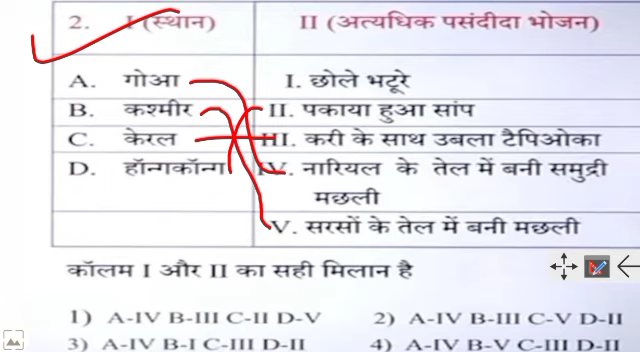 2. I (स्थान) II (अत्यधिक पसंदीदा भोजन)
A. गोआ I. छोले भटूरे
B. कश्मीर II. पकाया हुआ सांप
C. केरल III. करी के साथ उबला टैपिओका
D. हॉन्गकॉन्ग IV. नारियल के तेल में बनी समुद्री
मछली
V. सरसों के तेल में बनी मछली
कॉलम I और II का सही मिलान है
1) A-IV B-III C-II D-V 2) A-IV B-III C-V D-II
3) A-IV B-I C-III D-II 4) A-IV B-V C-III D-II